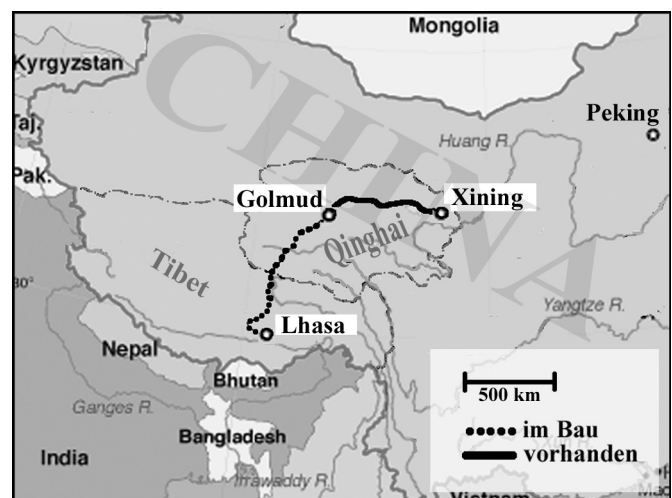 Mongolia
Kyrgyzstan
CHINA
Peking
Taj.
Huang R.
Pak.
Golmud
Xining
Qinghai
Tibet
30°
Yangtze R.
Lhasa
Nepal
Bhutan
500 km
Ganges R.
im Bau
Bangladesh
vorhanden
India
Irrawaddy R.
Vietnam